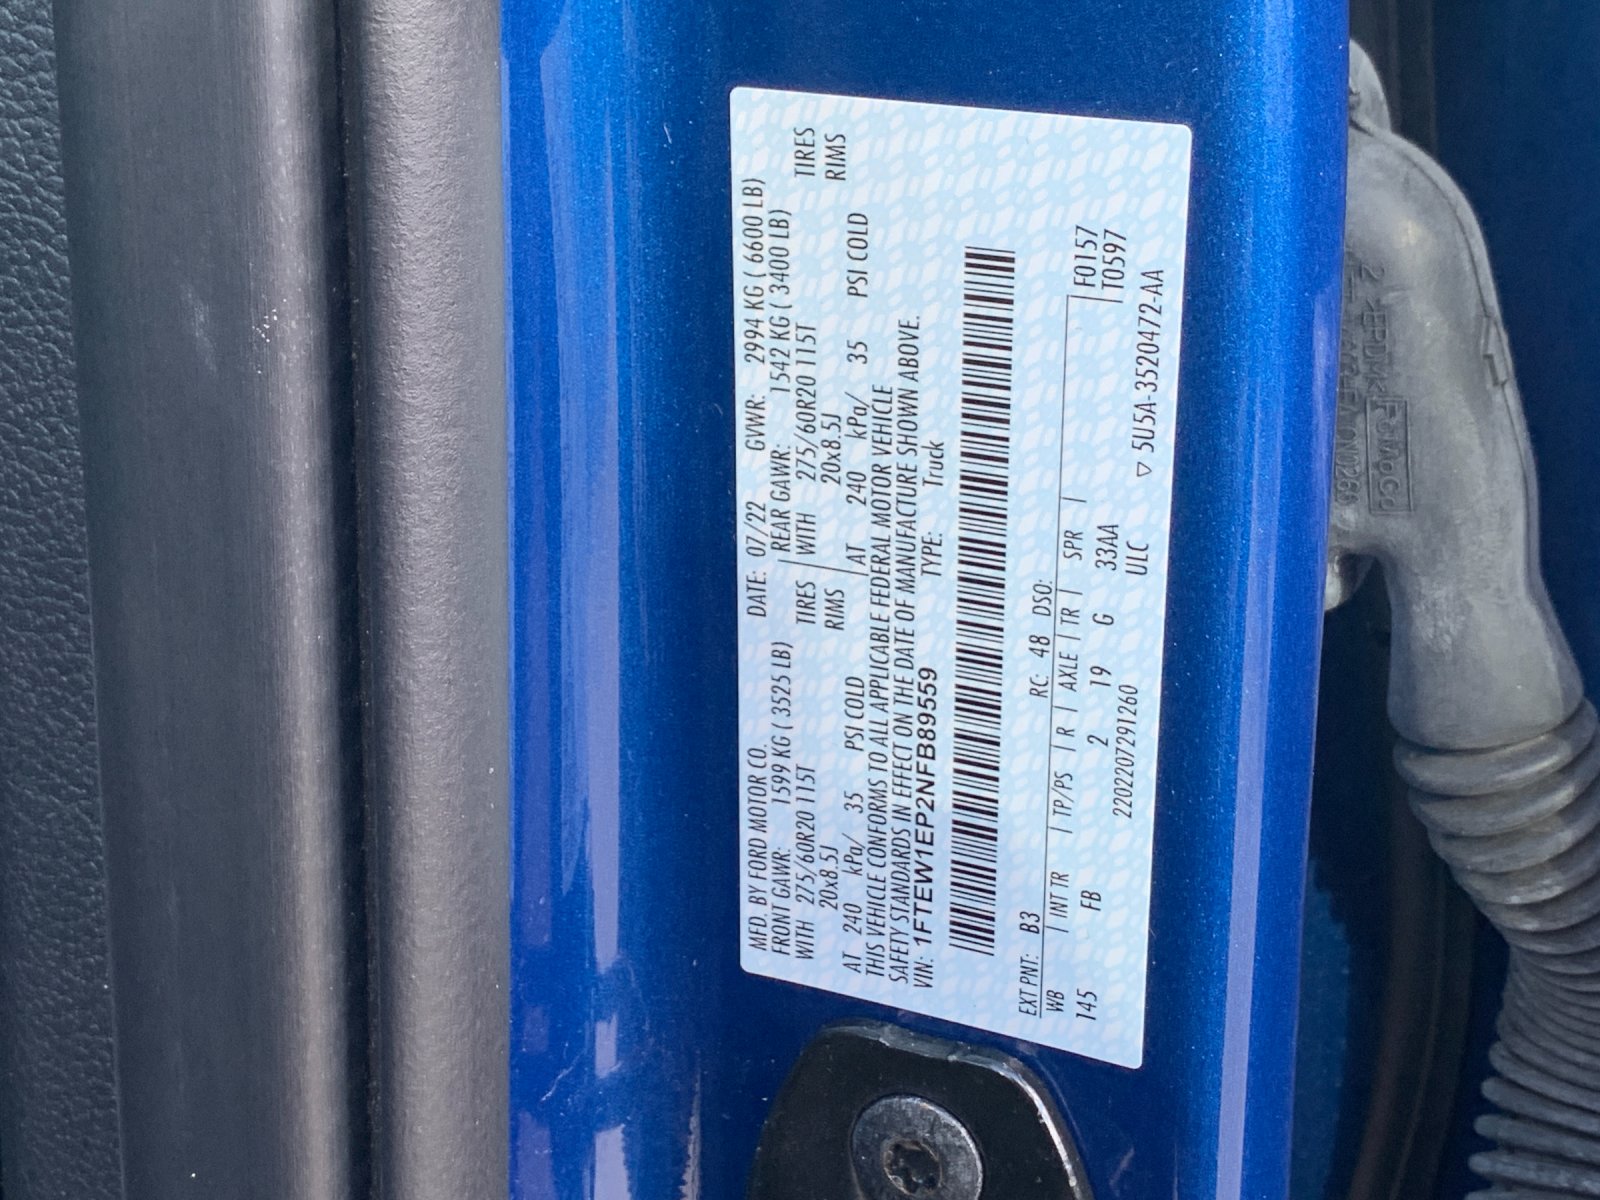 MFD. BY FORD MOTOR CO. DATE: 07/22 GVWR: 2994 KG ( 6600 LB)
FRONT GAWR: 1599 KG ( 3525 LB) REAR GAWR: 1542 KG ( 3400 LB)
WITH 275/60R20 115T TIRES WITH 275/60R20 115T TIRES
20x8.5J RIMS 20x8.5J RIMS
AT 240 kPa/ 35 PSI COLD AT 240 kPa/ 35 PSI COLD
THIS VEHICLE CONFORMS TO ALL APPLICABLE FEDERAL MOTOR VEHICLE
SAFETY STANDARDS IN EFFECT ON THE DATE OF MANUFACTURE SHOWN ABOVE.
VIN: 1FTEW1EP2NFB89559 TYPE: Truck
EXT PNT: B3 RC: 48 DSO: F0157
WB INT TR TP/PS R AXLE TR SPR T0597
145 FB 2 19 G 33AA
2202207291260 ULC ▽ 5U5A-3520472-AA
FoMoCo